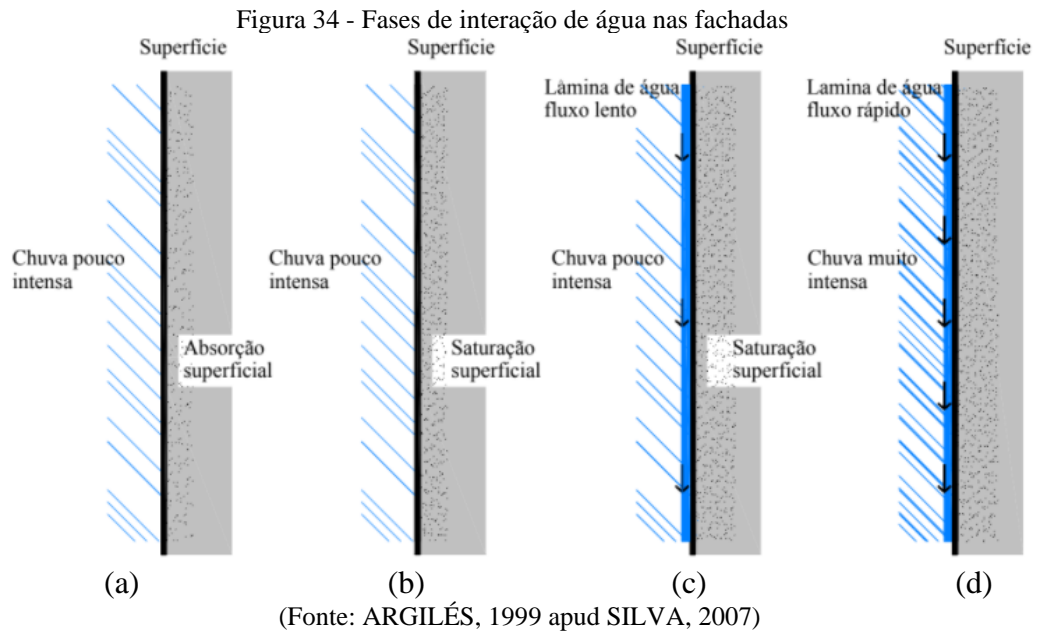 Figura 34 - Fases de interação de água nas fachadas
Superfície
Superfície
Superfície
Superfície
Lâmina de água
fluxo lento
Lamina de água
fluxo rápido
Chuva pouco
intensa
Chuva pouco
intensa
Chuva pouco
intensa
Chuva muito
intensa
Absorção
superficial
Saturação
superficial
Saturação
superficial
(a)
(b)
(c)
(d)
(Fonte: ARGILÉS, 1999 apud SILVA, 2007)